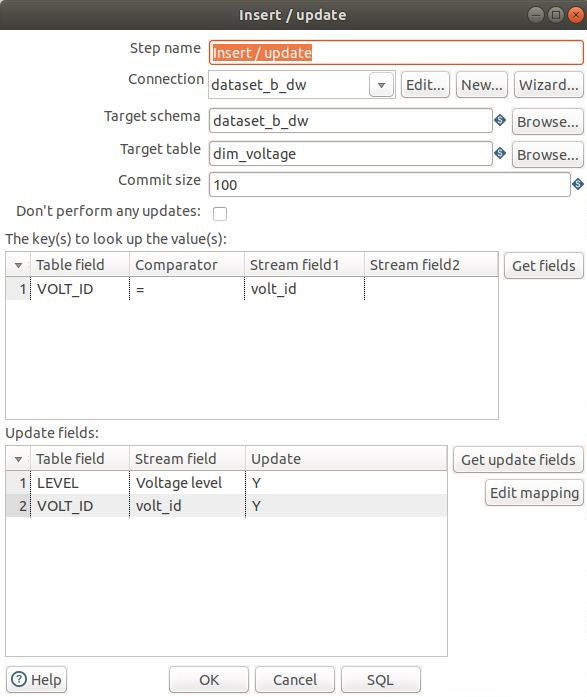 Insert / update
Step name Insert / update
Connection dataset_b_dw Edit... New... Wizard...
Target schema dataset_b_dw Browse...
Target table dim_voltage Browse...
Commit size 100
Don't perform any updates:
The key(s) to look up the value(s):
Table field Comparator Stream field1 Stream field2 Get fields
1 VOLT_ID = volt_id
Update fields:
Table field Stream field Update Get update fields
1 LEVEL Voltage level Y
Edit mapping
2 VOLT_ID volt_id Y
Help OK Cancel SQL